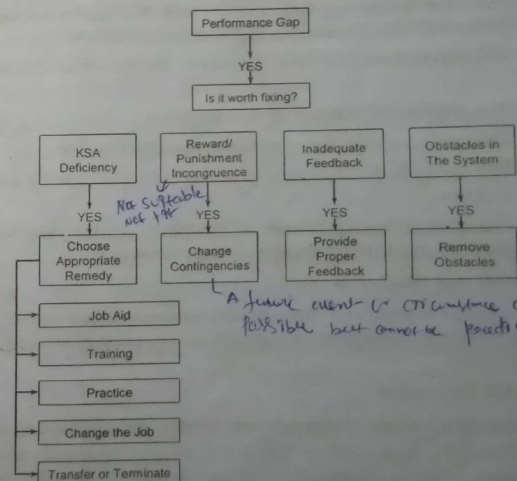 Performance Gap
YES
Is it worth fixing?
KSA
Deficiency
Reward/
Punishment
Incongruence
Inadequate
Feedback
Obstacles in
The System
YES
Not Suitable
Not
YES
YES
YES
Choose
Appropriate
Remedy
Change
Contingencies
Provide
Proper
Feedback
Remove
Obstacles
A future event or circumstance
possible but cannot be
Job Aid
Training
Practice
Change the Job
Transfer or Terminate